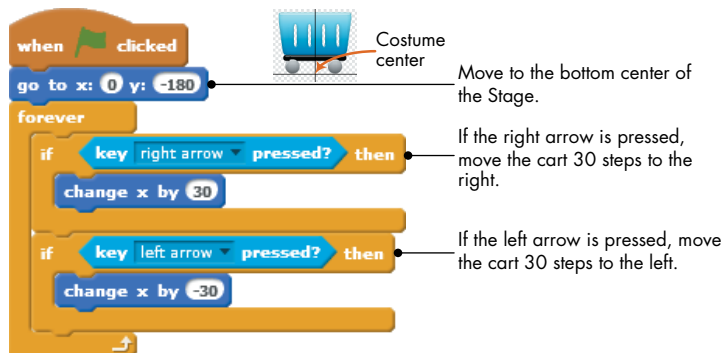 when clicked
Costume
center
go to x: 0 y: -180
Move to the bottom center of
the Stage.
forever
if key right arrow pressed? then
If the right arrow is pressed,
move the cart 30 steps to the
right.
change x by 30
if key left arrow pressed? then
If the left arrow is pressed, move
the cart 30 steps to the left.
change x by -30